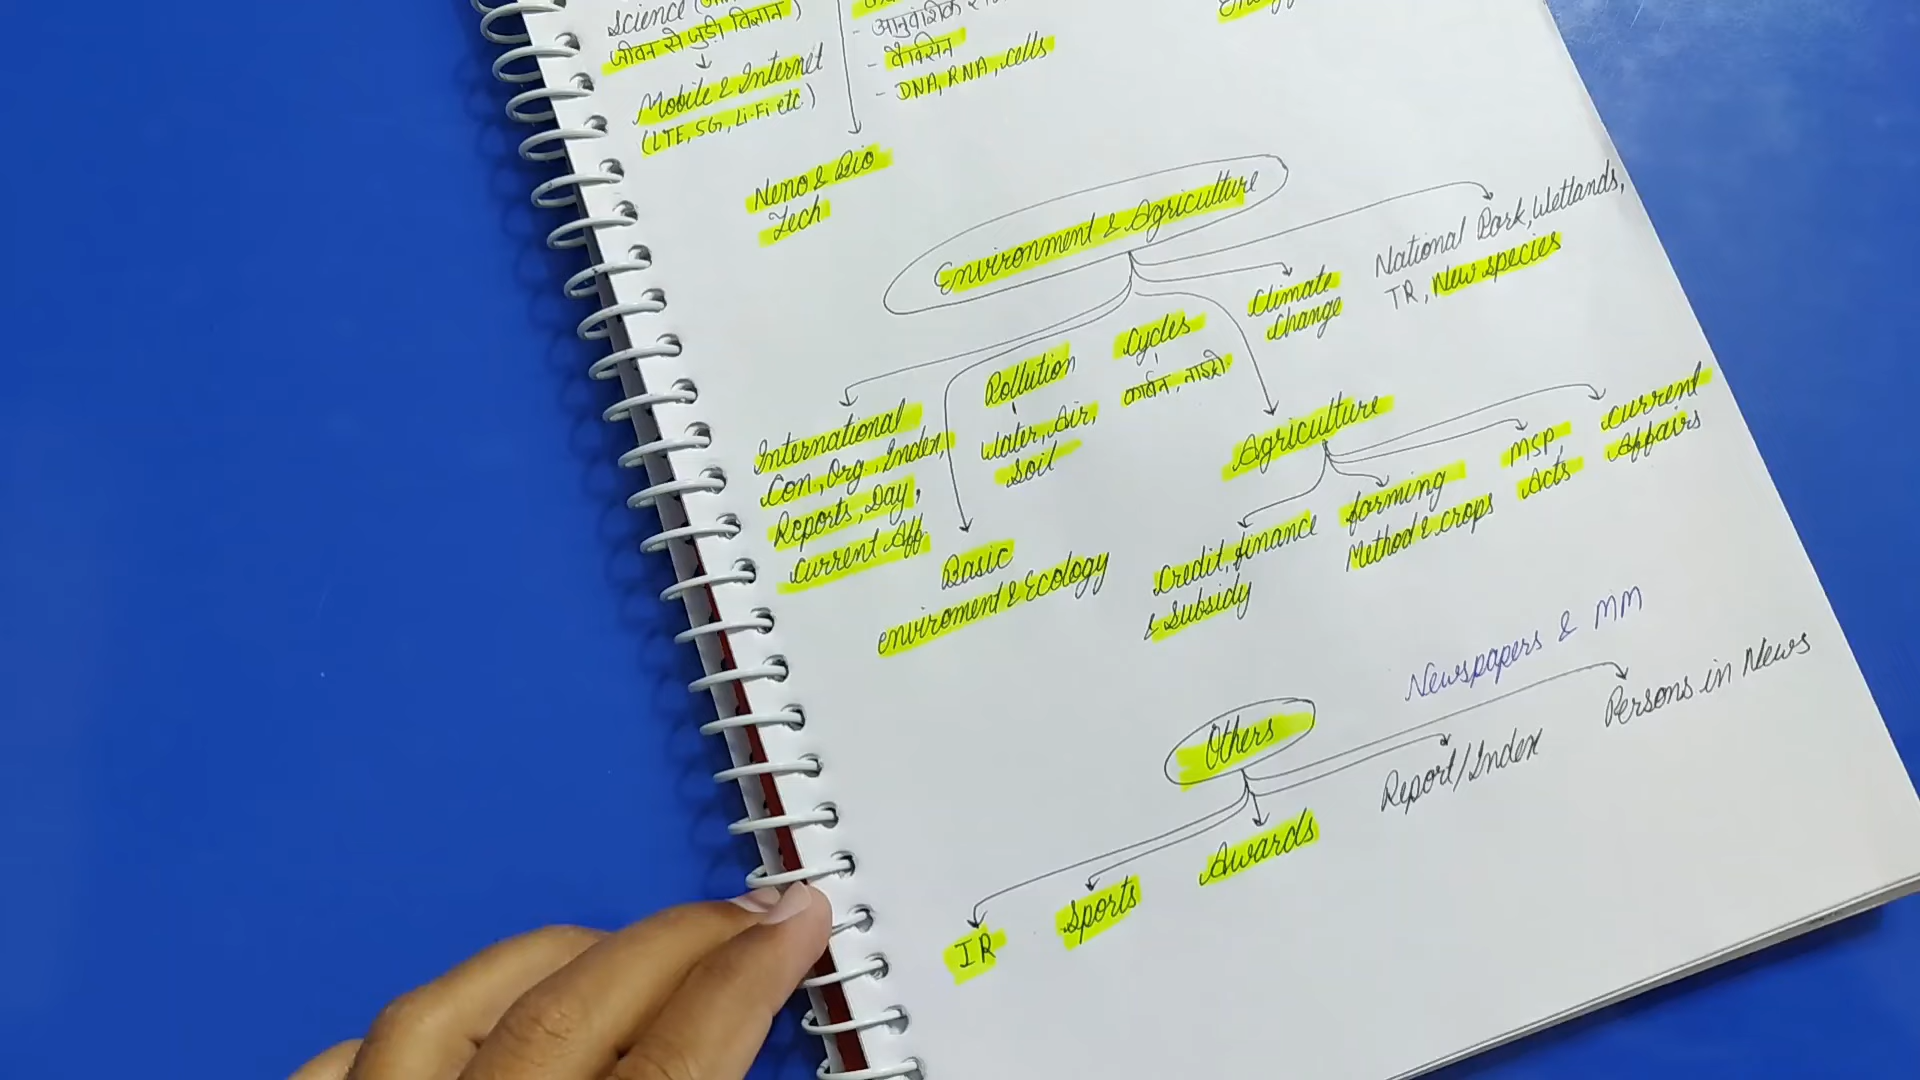 science
जीवन से जुड़ी विज्ञान)
Mobile & Internet
(LTE, 5G, Li-Fi etc)
आनुवंशिक
- वैक्सिन
- DNA, RNA, cells
Neno & Bio
Tech
Environment & Agriculture
National Park, Wetlands,
TR, New species
Climate
change
Cycles
कार्बन, नाइट्रो.
Pollution
Water, Air,
Soil
International
Con., Org., Index,
Reports, Day,
current Aff.
Basic
enviroment & Ecology
Agriculture
Credit, finance
& Subsidy
farming
Method & crops
MSP,
Acts
current
Affairs
Newspapers & MM
Others
Persons in News
Report/Index
Awards
Sports
IR